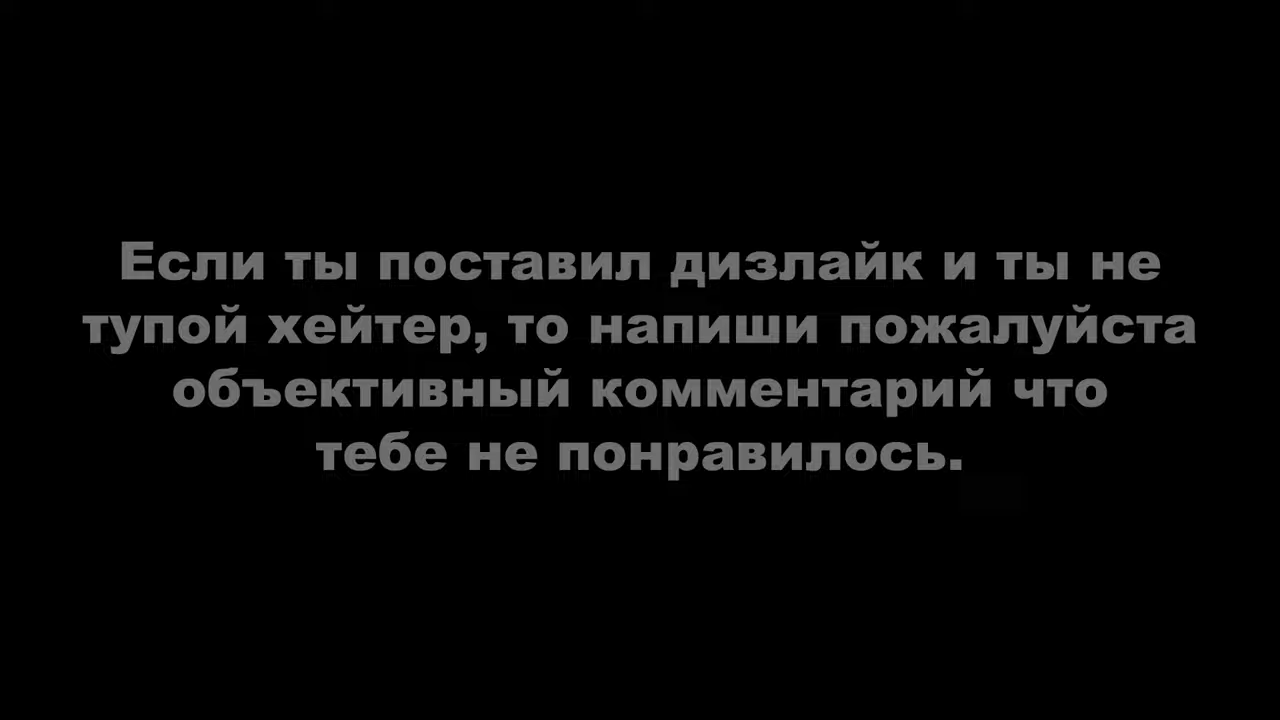 Если ты поставил дизлайк и ты не
тупой хейтер, то напиши пожалуйста
объективный комментарий что
тебе не понравилось.